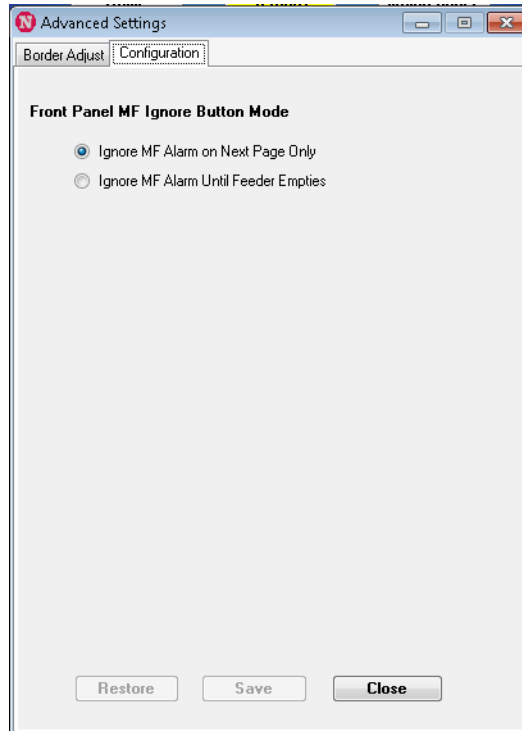 N Advanced Settings
Border Adjust Configuration
Front Panel MF Ignore Button Mode
Ignore MF Alarm on Next Page Only
Ignore MF Alarm Until Feeder Empties
Restore Save Close